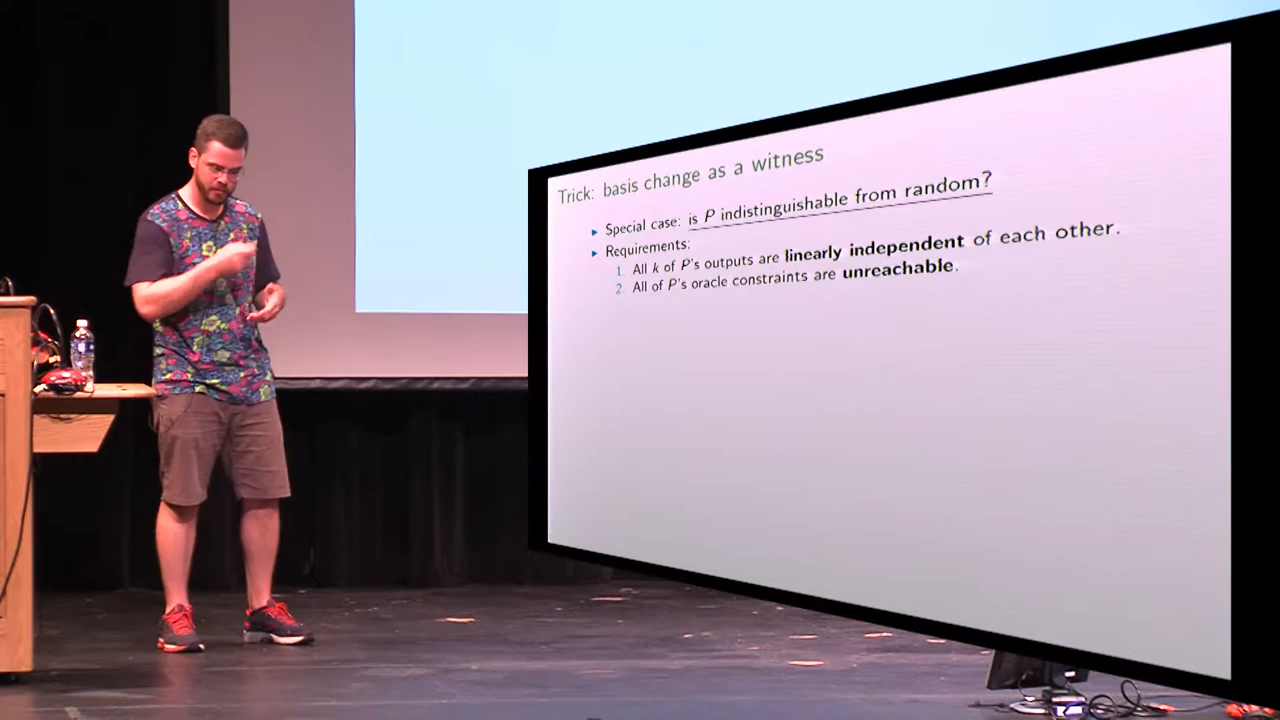 Trick: basis change as a witness
▶ Special case: is P indistinguishable from random?
▶ Requirements:
1. All k of P's outputs are linearly independent of each other.
2. All of P's oracle constraints are unreachable.